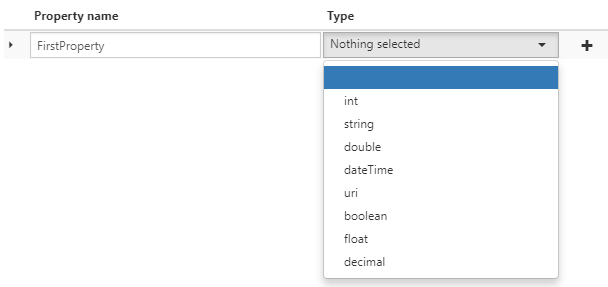 Property name Type
FirstProperty Nothing selected
int
string
double
dateTime
uri
boolean
float
decimal